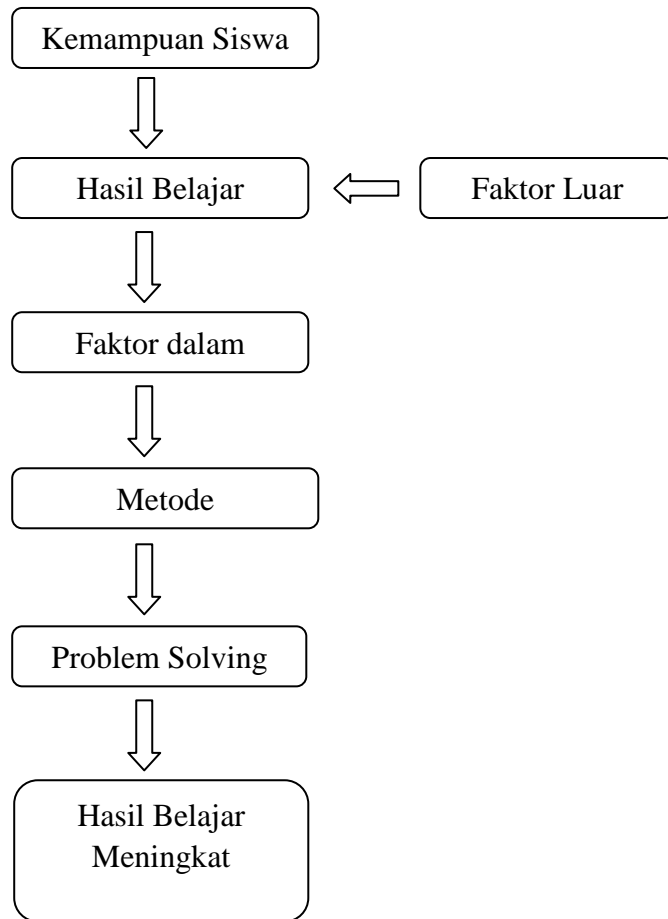 Kemampuan Siswa
Hasil Belajar
Faktor Luar
Faktor dalam
Metode
Problem Solving
Hasil Belajar
Meningkat